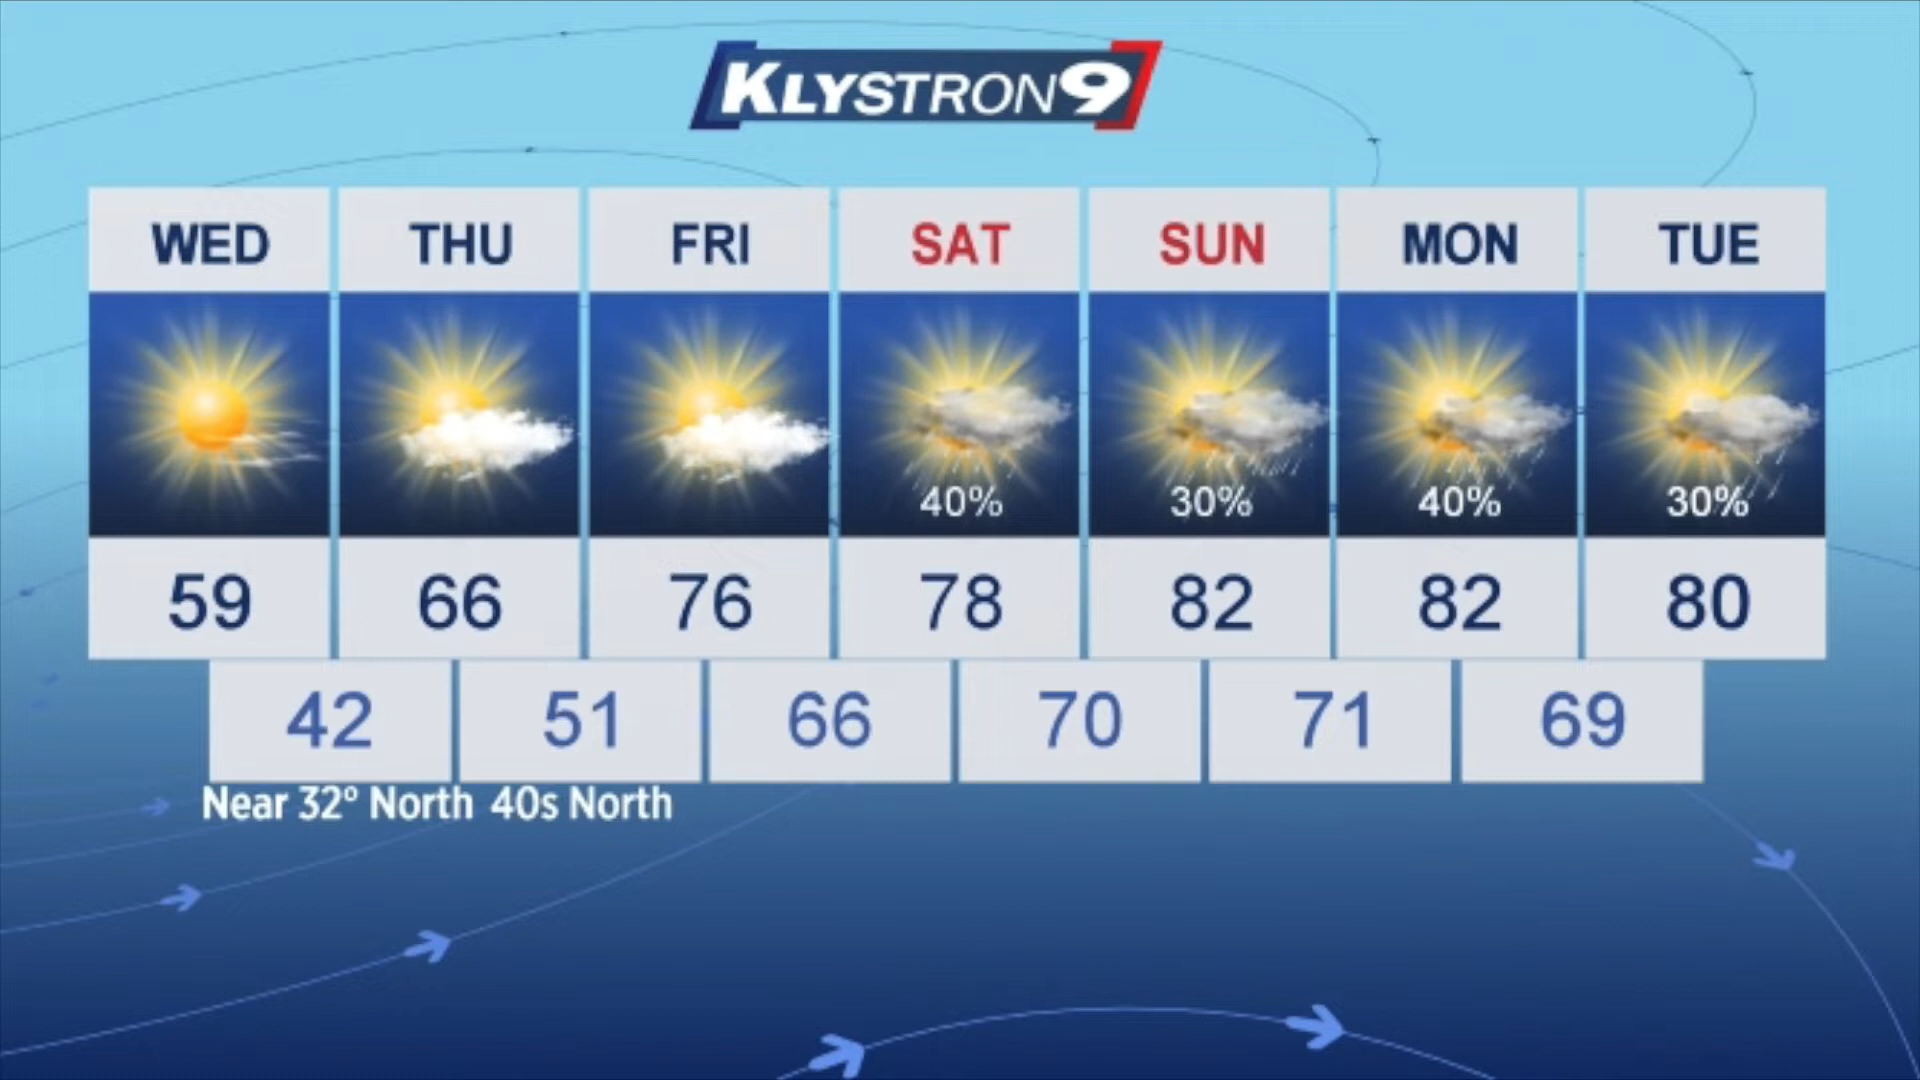 KLYSTRON9
WED THU FRI SAT SUN MON TUE
40% 30% 40% 30%
59 66 76 78 82 82 80
42 51 66 70 71 69
Near 32º North 40s North